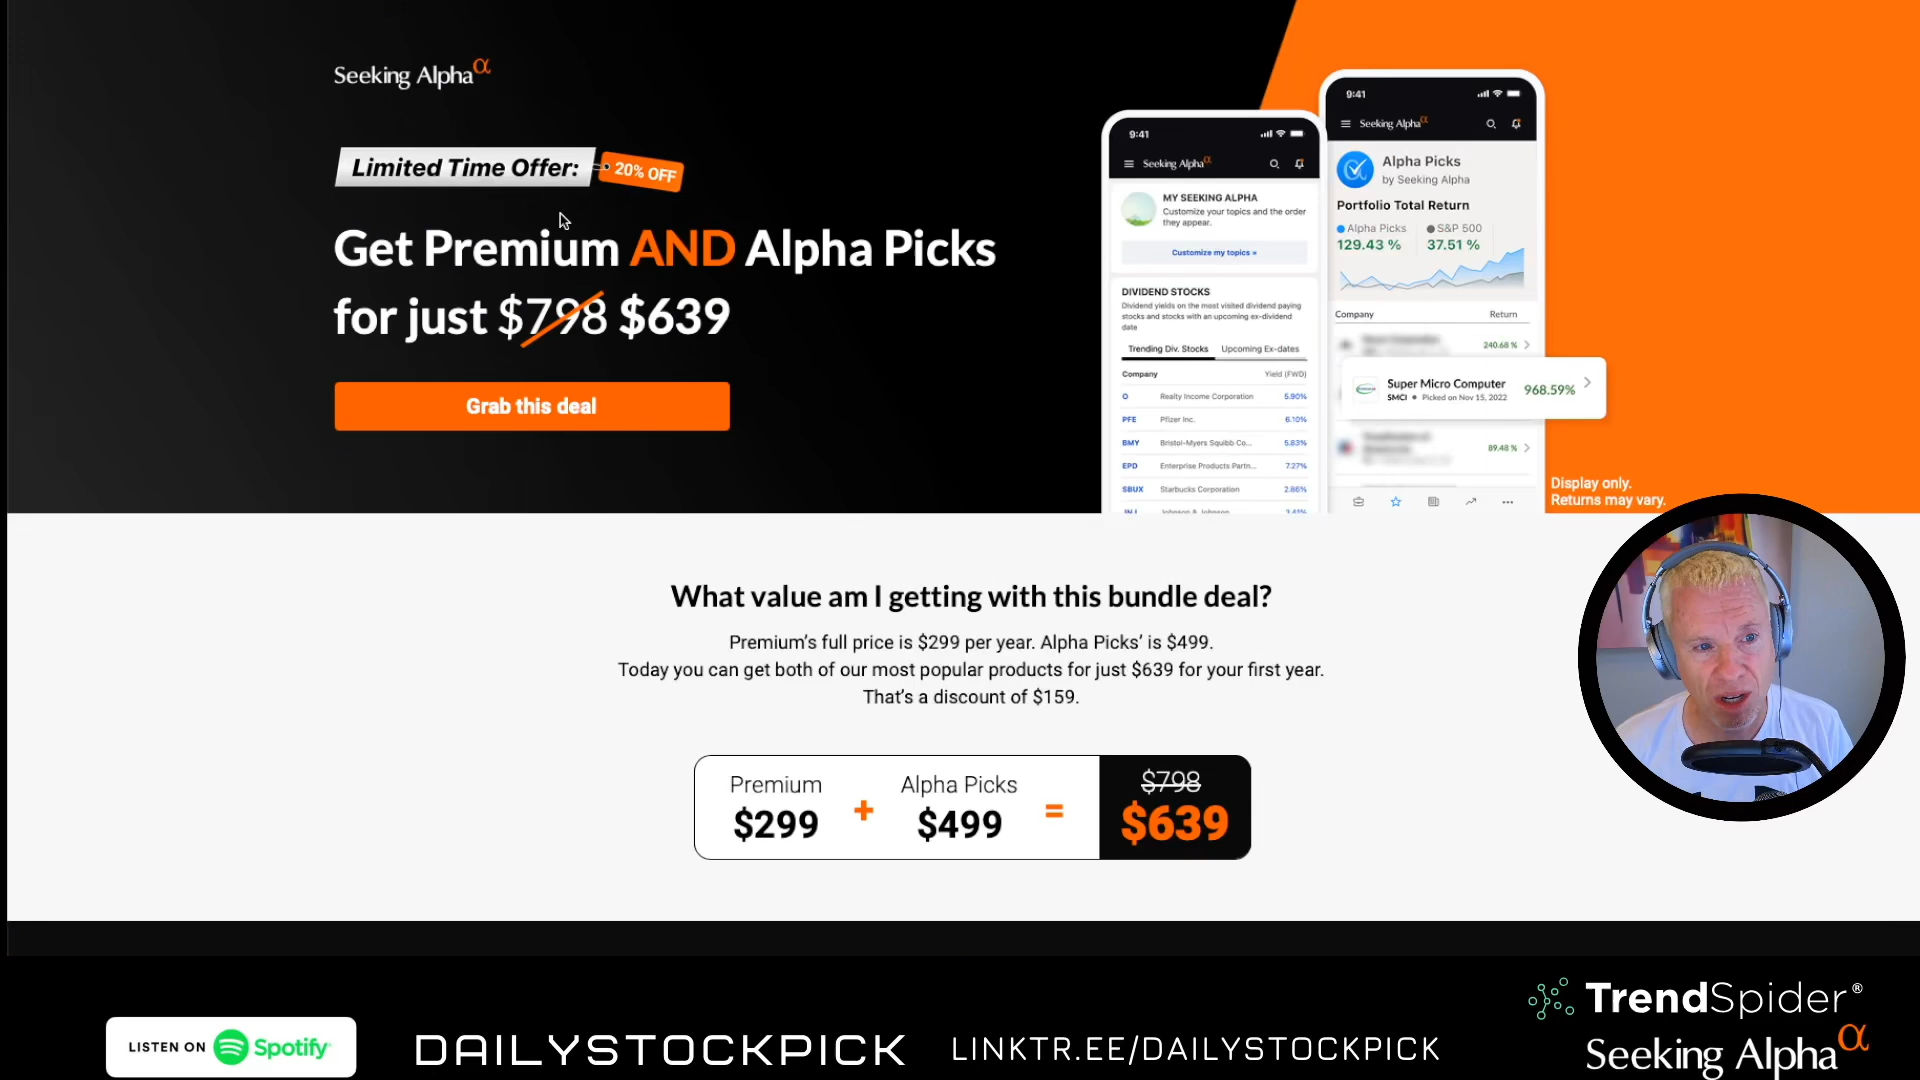 Seeking Alpha α
Limited Time Offer:
20% OFF
Get Premium AND Alpha Picks
for just $798 $639
Grab this deal
9:41
Seeking Alpha α
MY SEEKING ALPHA
Customize your topics and the order
they appear.
Customize my topics »
DIVIDEND STOCKS
Dividend yields on the most visited dividend paying
stocks and stocks with an upcoming ex-dividend
date
Trending Div. Stocks Upcoming Ex-dates
Company Yield (FWD)
O Realty Income Corporation 5.90%
PFE Pfizer Inc. 6.10%
BMY Bristol-Myers Squibb Co... 5.83%
EPD Enterprise Products Partn... 7.27%
SBUX Starbucks Corporation 2.86%
JNJ Johnson & Johnson 3.41%
9:41
Seeking Alpha α
Alpha Picks
by Seeking Alpha
Portfolio Total Return
Alpha Picks S&P 500
129.43 % 37.51 %
Company Return
240.68 %
Super Micro Computer 968.59%
SMCI • Picked on Nov 15, 2022
89.48 %
Display only.
Returns may vary.
What value am I getting with this bundle deal?
Premium’s full price is $299 per year. Alpha Picks’ is $499.
Today you can get both of our most popular products for just $639 for your first year.
That’s a discount of $159.
Premium + Alpha Picks = $798
$299 $499 $639
LISTEN ON Spotify
DAILYSTOCKPICK
LINKTR.EE/DAILYSTOCKPICK
TrendSpider®
Seeking Alpha α